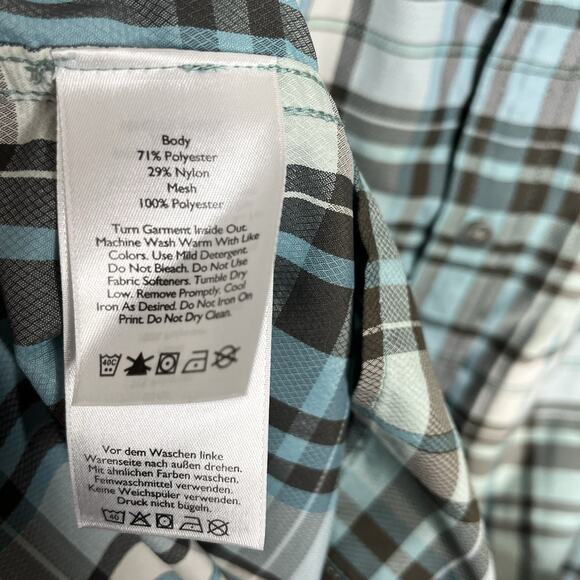 Body
71% Polyester
29% Nylon
Mesh
100% Polyester
Turn Garment Inside Out.
Machine Wash Warm With Like
Colors. Use Mild Detergent.
Do Not Bleach. Do Not Use
Fabric Softeners. Tumble Dry
Low. Remove Promptly. Cool
Iron As Desired. Do Not Iron On
Print. Do Not Dry Clean.
40C
Vor dem Waschen linke
Warenseite nach außen drehen.
Mit ähnlichen Farben waschen.
Feinwaschmittel verwenden.
Keine Weichspüler verwenden.
Druck nicht bügeln.
40